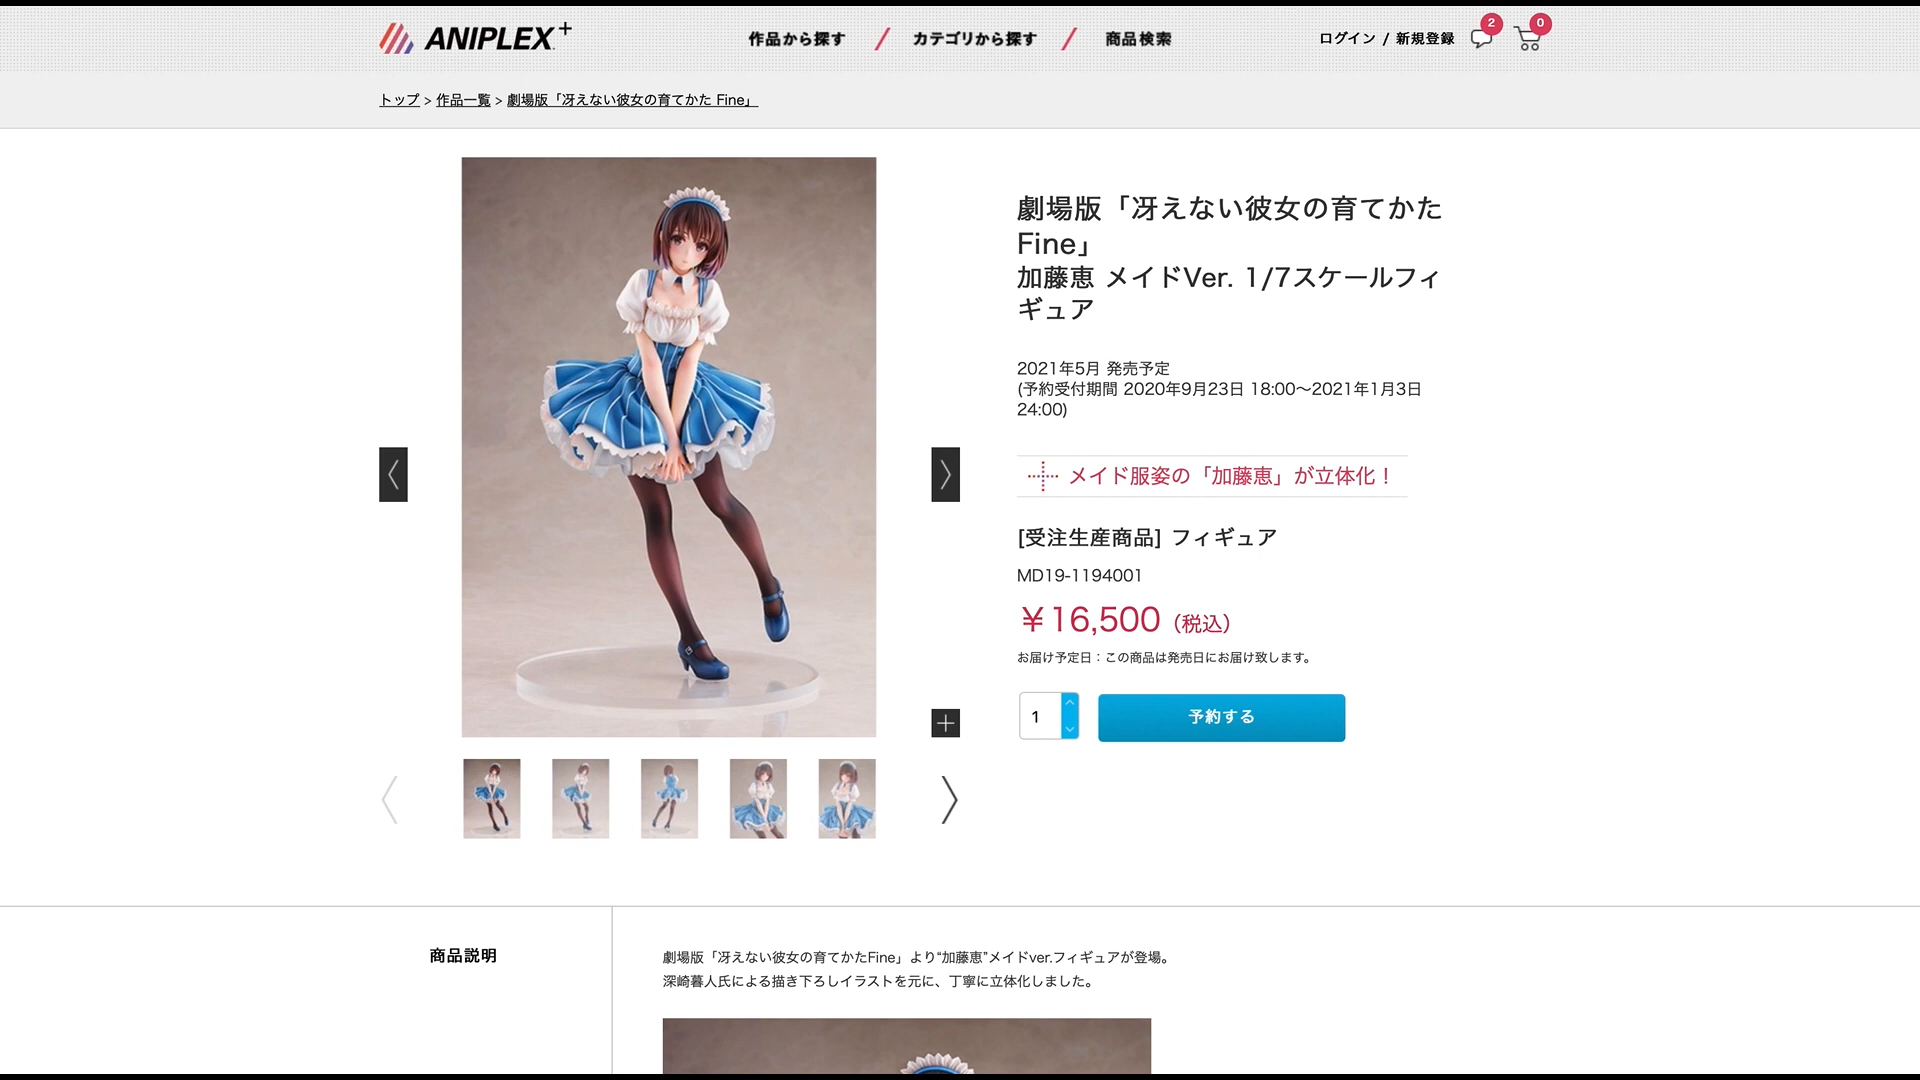 ANIPLEX+
作品から探す / カテゴリから探す / 商品検索
ログイン / 新規登録
2
0
トップ > 作品一覧 > 劇場版「冴えない彼女の育てかた Fine」
劇場版「冴えない彼女の育てかた
Fine」
加藤恵 メイドVer. 1/7スケールフィ
ギュア
2021年5月 発売予定
(予約受付期間 2020年9月23日 18:00〜2021年1月3日
24:00)
メイド服姿の「加藤恵」が立体化！
[受注生産商品] フィギュア
MD19-1194001
￥16,500（税込）
お届け予定日：この商品は発売日にお届け致します。
1
予約する
商品説明
劇場版「冴えない彼女の育てかたFine」より“加藤恵”メイドver.フィギュアが登場。
深崎暮人氏による描き下ろしイラストを元に、丁寧に立体化しました。